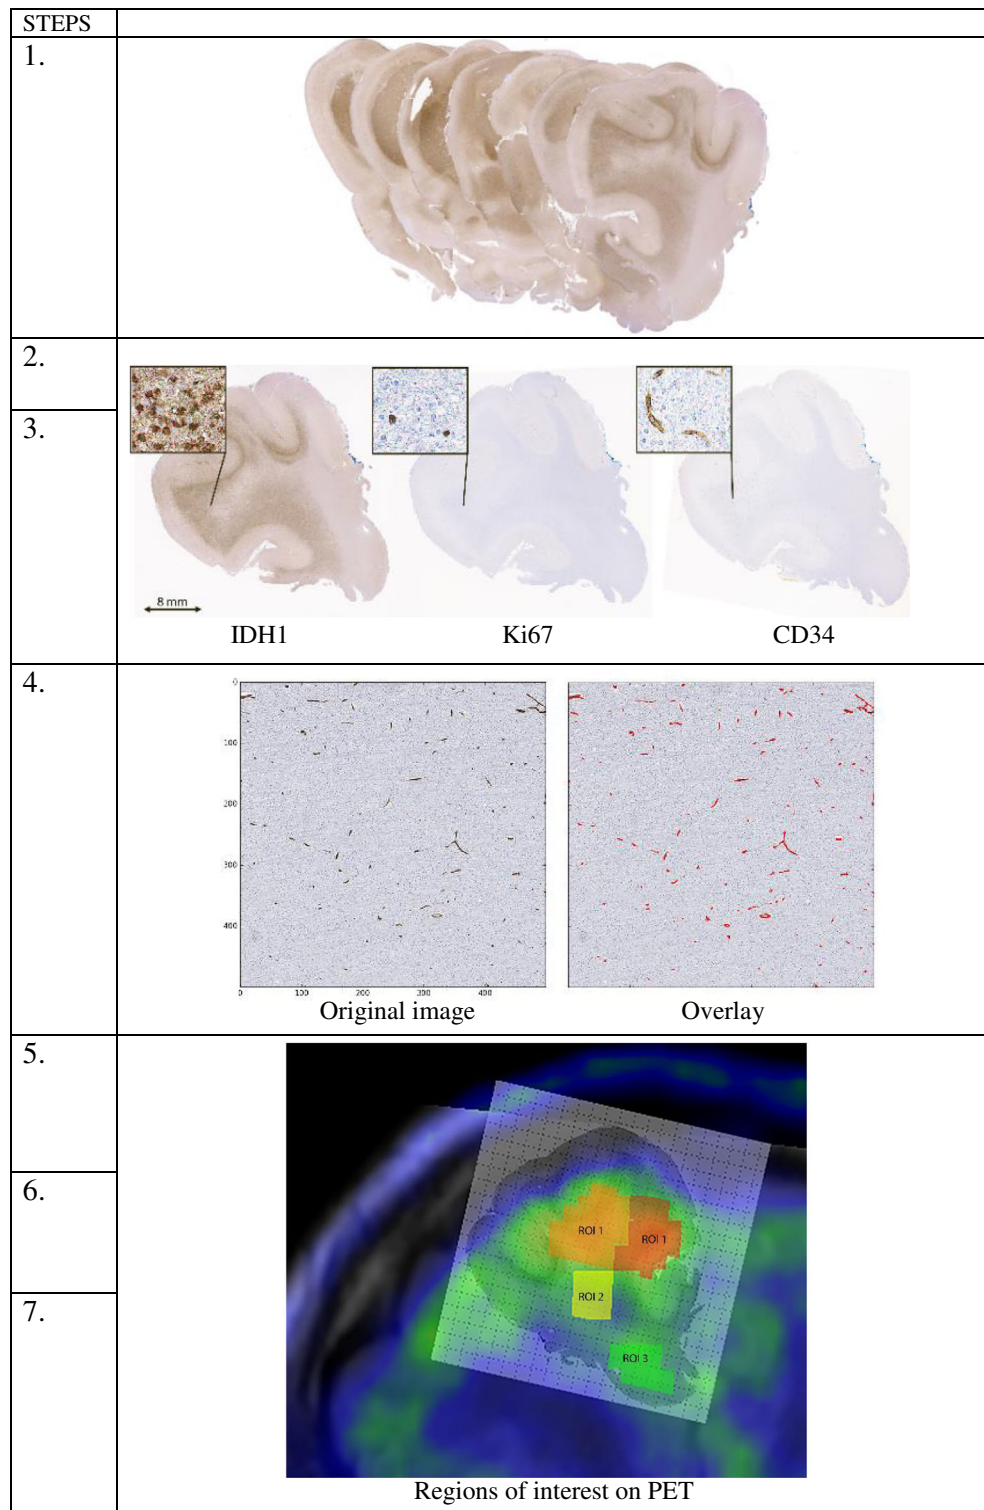 STEPS
1.
2.
3.
8 mm
IDH1 Ki67 CD34
4.
0
100
200
300
400
0 100 200 300 400
Original image Overlay
5.
6.
7.
ROI 1 ROI 1
ROI 2
ROI 3
Regions of interest on PET